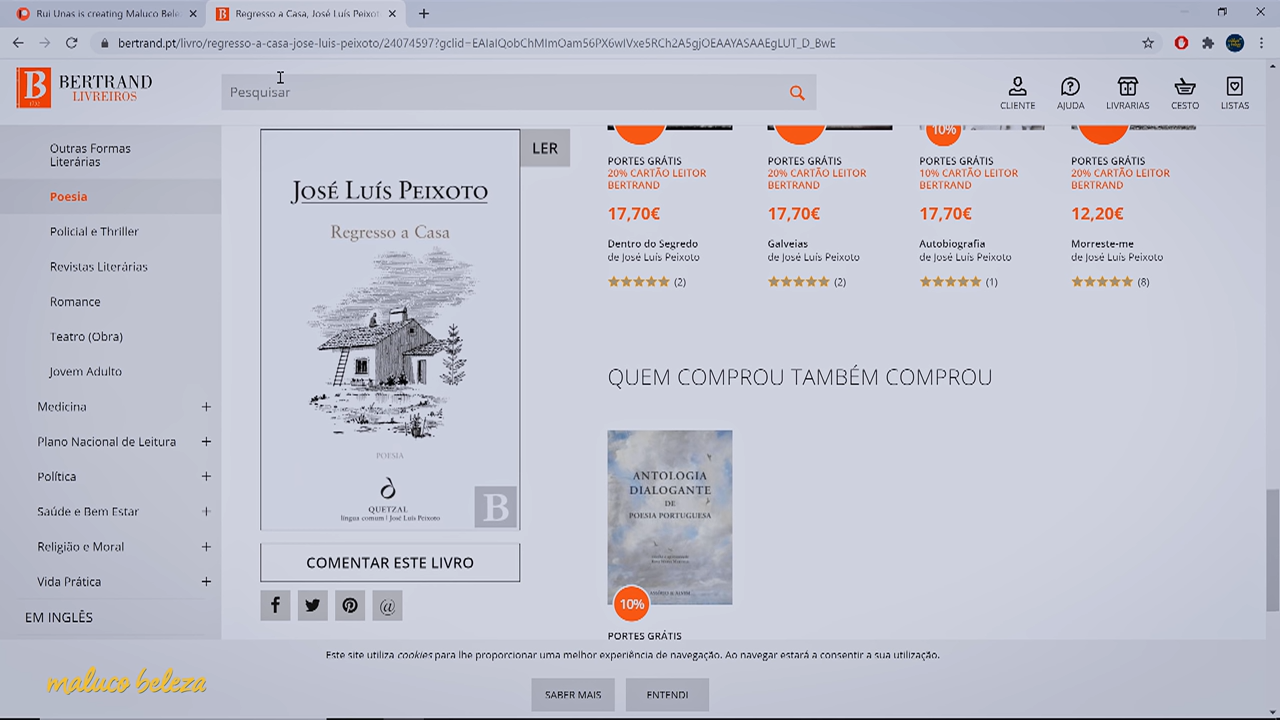 Rui Unas is creating Maluco Bele
Regresso a Casa, José Luís Peixot
bertrand.pt/livro/regresso-a-casa-jose-luis-peixoto/24074597?gclid=EAIaIQobChMImOam56PX6wIVxe5RCh2A5gjOEAAYASAAEgLUT_D_BwE
B
1732
BERTRAND
LIVREIROS
Pesquisar
CLIENTE
AJUDA
LIVRARIAS
CESTO
LISTAS
Outras Formas
Literárias
Poesia
Policial e Thriller
Revistas Literárias
Romance
Teatro (Obra)
Jovem Adulto
Medicina +
Plano Nacional de Leitura +
Política +
Saúde e Bem Estar +
Religião e Moral +
Vida Prática +
EM INGLÊS
LER
JOSÉ LUÍS PEIXOTO
Regresso a Casa
POESIA
QUETZAL
língua comum | José Luís Peixoto
B
COMENTAR ESTE LIVRO
10%
PORTES GRÁTIS
20% CARTÃO LEITOR
BERTRAND
17,70€
Dentro do Segredo
de José Luís Peixoto
(2)
PORTES GRÁTIS
20% CARTÃO LEITOR
BERTRAND
17,70€
Galveias
de José Luís Peixoto
(2)
PORTES GRÁTIS
10% CARTÃO LEITOR
BERTRAND
17,70€
Autobiografia
de José Luís Peixoto
(1)
PORTES GRÁTIS
20% CARTÃO LEITOR
BERTRAND
12,20€
Morreste-me
de José Luís Peixoto
(8)
QUEM COMPROU TAMBÉM COMPROU
ANTOLOGIA
DIALOGANTE
DE
POESIA PORTUGUESA
10%
PORTES GRÁTIS
Este site utiliza cookies para lhe proporcionar uma melhor experiência de navegação. Ao navegar estará a consentir a sua utilização.
SABER MAIS
ENTENDI
maluco beleza